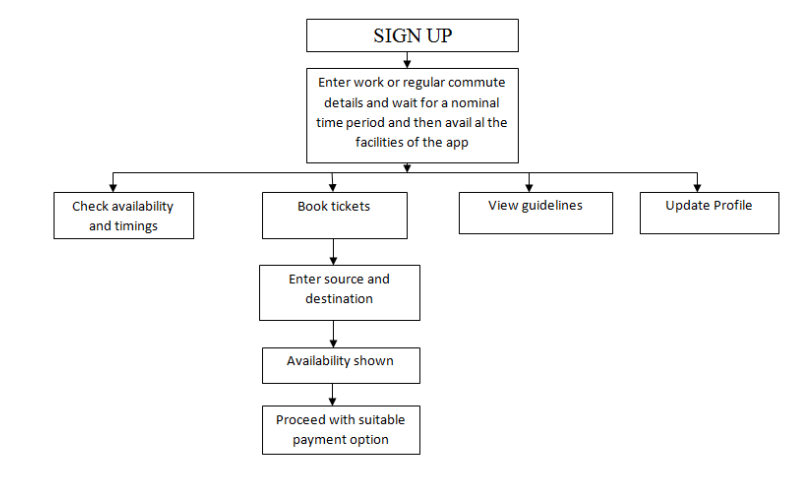 SIGN UP
Enter work or regular commute
details and wait for a nominal
time period and then avail al the
facilities of the app
Check availability
and timings
Book tickets
View guidelines
Update Profile
Enter source and
destination
Availability shown
Proceed with suitable
payment option